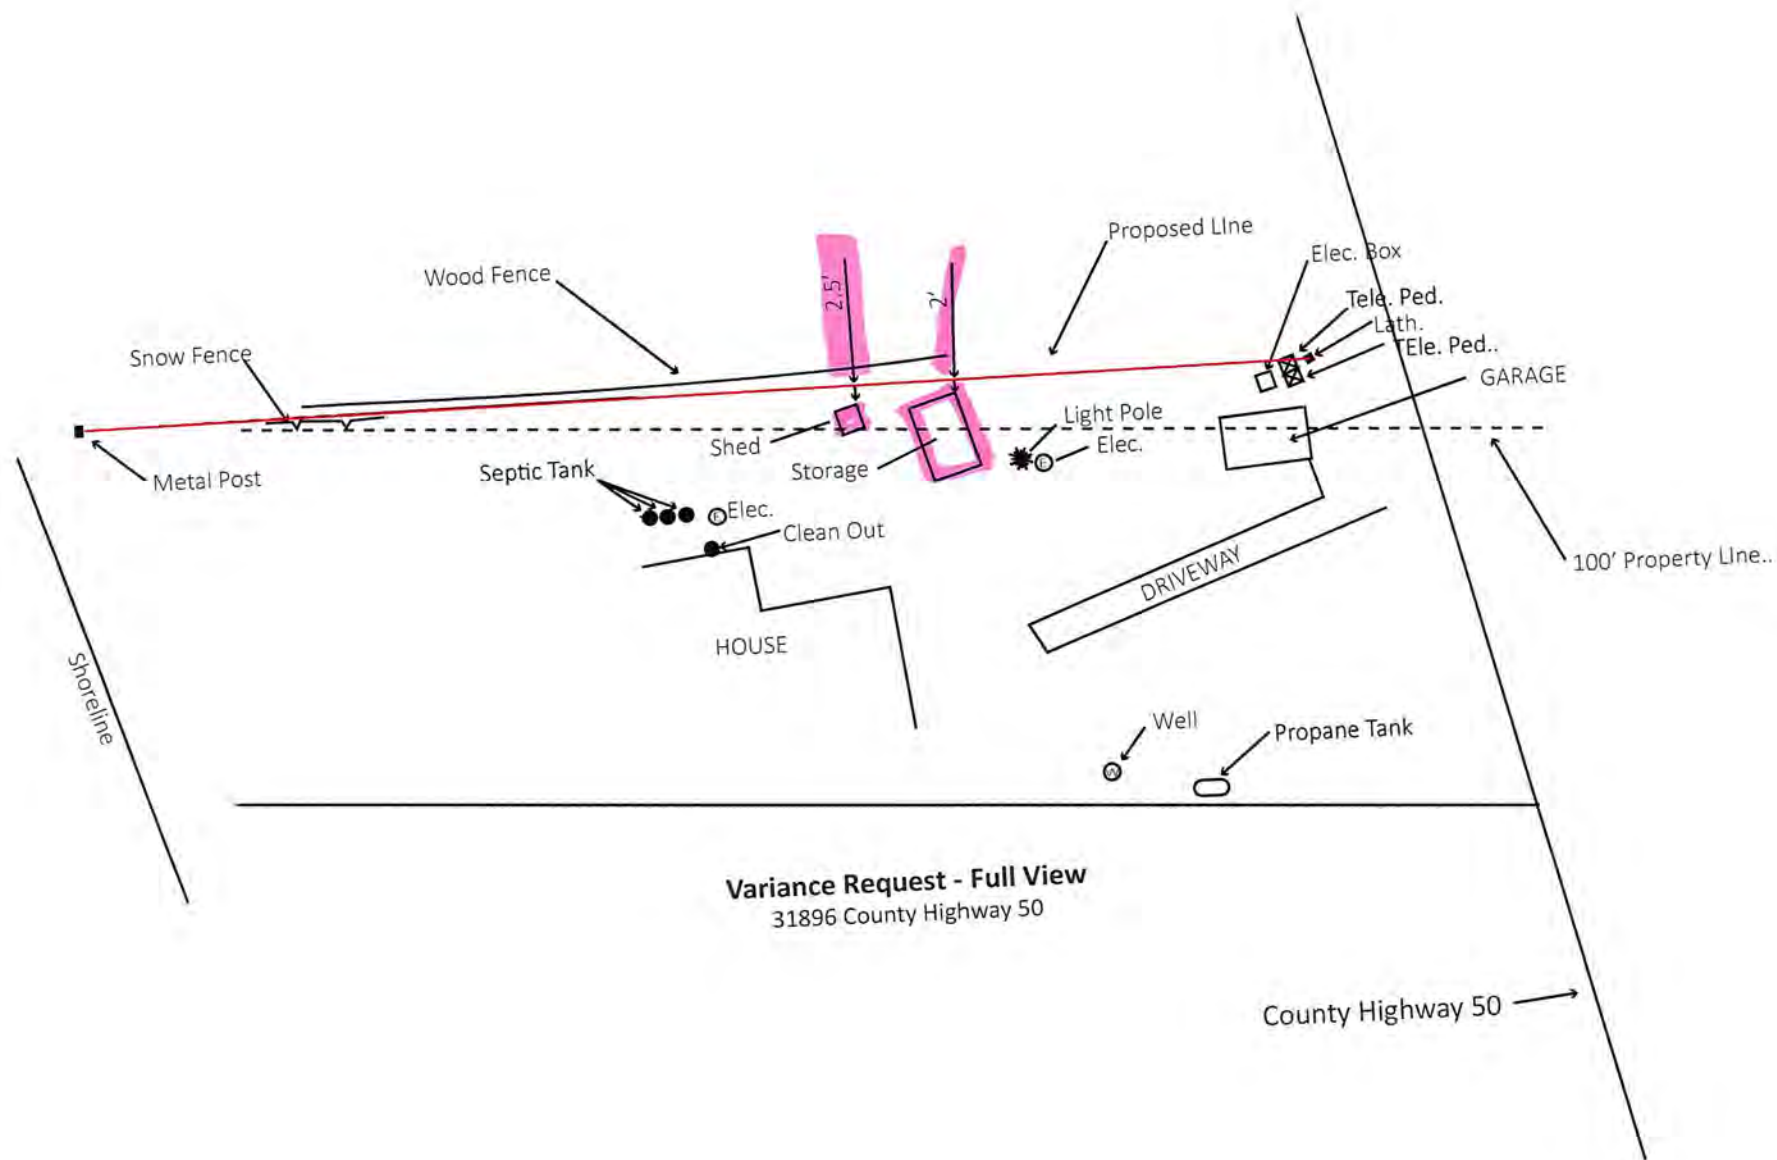 Proposed LIne
Elec. Box
Wood Fence
2.5'
2'
Tele. Ped.
Lath.
TEle. Ped..
Snow Fence
GARAGE
Light Pole
Elec.
E
Shed
Storage
Metal Post
Septic Tank
E
Elec.
Clean Out
DRIVEWAY
100' Property LIne..
HOUSE
Shoreline
Well
W
Propane Tank
Variance Request - Full View
31896 County Highway 50
County Highway 50